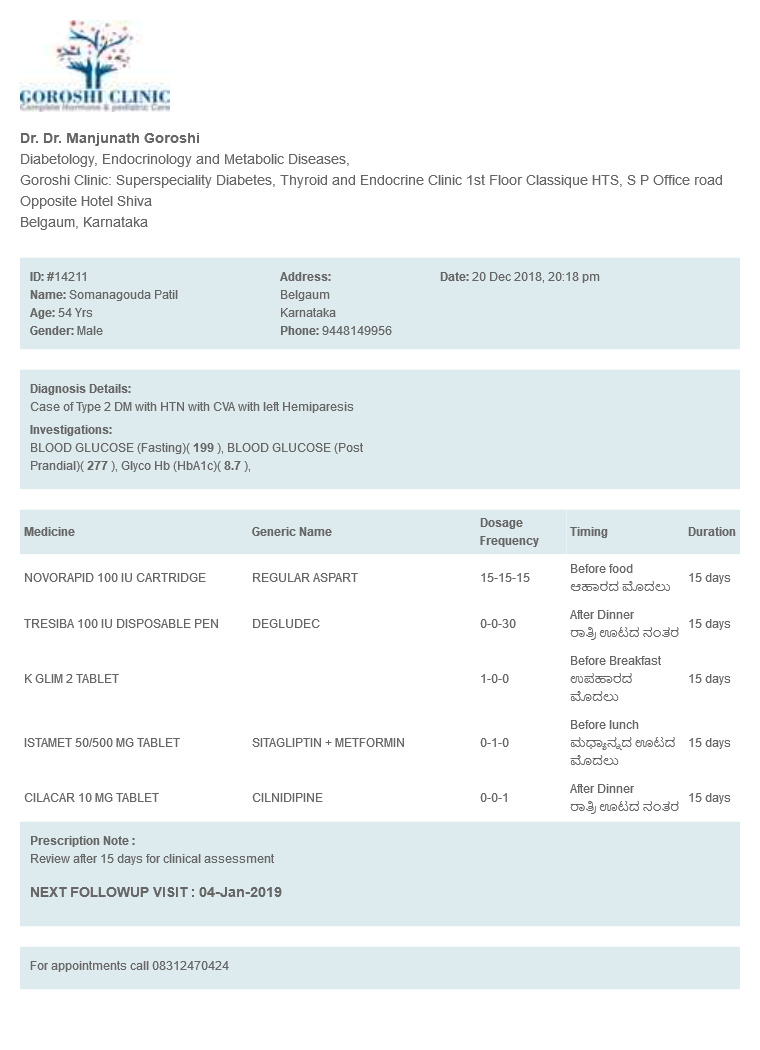 GOROSHI CLINIC
Complete Hormone & pediatric Care
Dr. Dr. Manjunath Goroshi
Diabetology, Endocrinology and Metabolic Diseases,
Goroshi Clinic: Superspeciality Diabetes, Thyroid and Endocrine Clinic 1st Floor Classique HTS, S P Office road
Opposite Hotel Shiva
Belgaum, Karnataka
ID: #14211 Address: Date: 20 Dec 2018, 20:18 pm
Name: Somanagouda Patil Belgaum
Age: 54 Yrs Karnataka
Gender: Male Phone: 9448149956
Diagnosis Details:
Case of Type 2 DM with HTN with CVA with left Hemiparesis
Investigations:
BLOOD GLUCOSE (Fasting)( 199 ), BLOOD GLUCOSE (Post
Prandial)( 277 ), Glyco Hb (HbA1c)( 8.7 ),
Medicine Generic Name Dosage Frequency Timing Duration
NOVORAPID 100 IU CARTRIDGE REGULAR ASPART 15-15-15 Before food 15 days
ಆಹಾರದ ಮೊದಲು
TRESIBA 100 IU DISPOSABLE PEN DEGLUDEC 0-0-30 After Dinner 15 days
ರಾತ್ರಿ ಊಟದ ನಂತರ
K GLIM 2 TABLET 1-0-0 Before Breakfast 15 days
ಉಪಹಾರದ
ಮೊದಲು
ISTAMET 50/500 MG TABLET SITAGLIPTIN + METFORMIN 0-1-0 Before lunch 15 days
ಮಧ್ಯಾನ್ನದ ಊಟದ
ಮೊದಲು
CILACAR 10 MG TABLET CILNIDIPINE 0-0-1 After Dinner 15 days
ರಾತ್ರಿ ಊಟದ ನಂತರ
Prescription Note :
Review after 15 days for clinical assessment
NEXT FOLLOWUP VISIT : 04-Jan-2019
For appointments call 08312470424